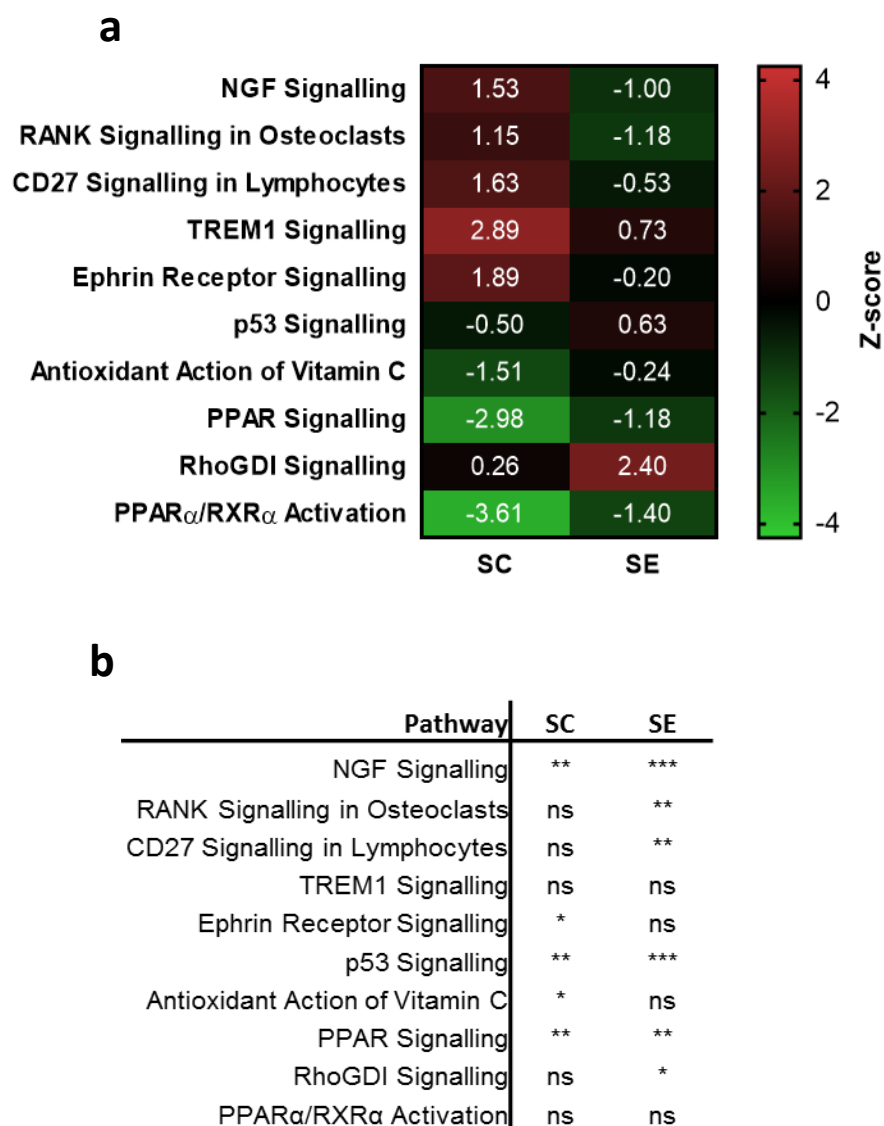 a
NGF Signalling 1.53 -1.00
RANK Signalling in Osteoclasts 1.15 -1.18
CD27 Signalling in Lymphocytes 1.63 -0.53
TREM1 Signalling 2.89 0.73
Ephrin Receptor Signalling 1.89 -0.20
p53 Signalling -0.50 0.63
Antioxidant Action of Vitamin C -1.51 -0.24
PPAR Signalling -2.98 -1.18
RhoGDI Signalling 0.26 2.40
PPARα/RXRα Activation -3.61 -1.40
SC SE
4
2
0
-2
-4
Z-score
b
Pathway SC SE
NGF Signalling ** ***
RANK Signalling in Osteoclasts ns **
CD27 Signalling in Lymphocytes ns **
TREM1 Signalling ns ns
Ephrin Receptor Signalling * ns
p53 Signalling ** ***
Antioxidant Action of Vitamin C * ns
PPAR Signalling ** **
RhoGDI Signalling ns *
PPARα/RXRα Activation ns ns